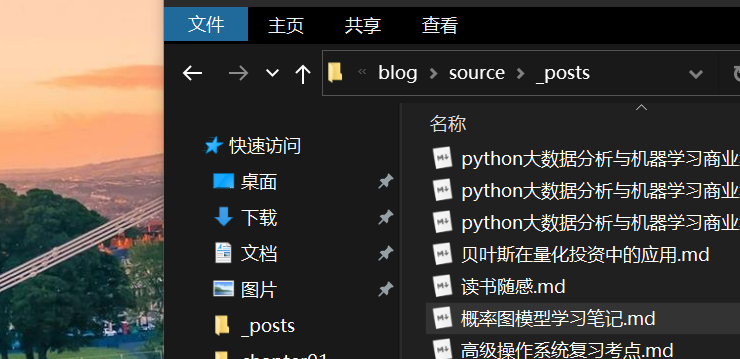 文件 主页 共享 查看
blog source _posts
名称
快速访问
桌面
下载
文档
图片
_posts
python大数据分析与机器学习商业
python大数据分析与机器学习商业
python大数据分析与机器学习商业
贝叶斯在量化投资中的应用.md
读书随感.md
概率图模型学习笔记.md
高级操作系统复习考点.md